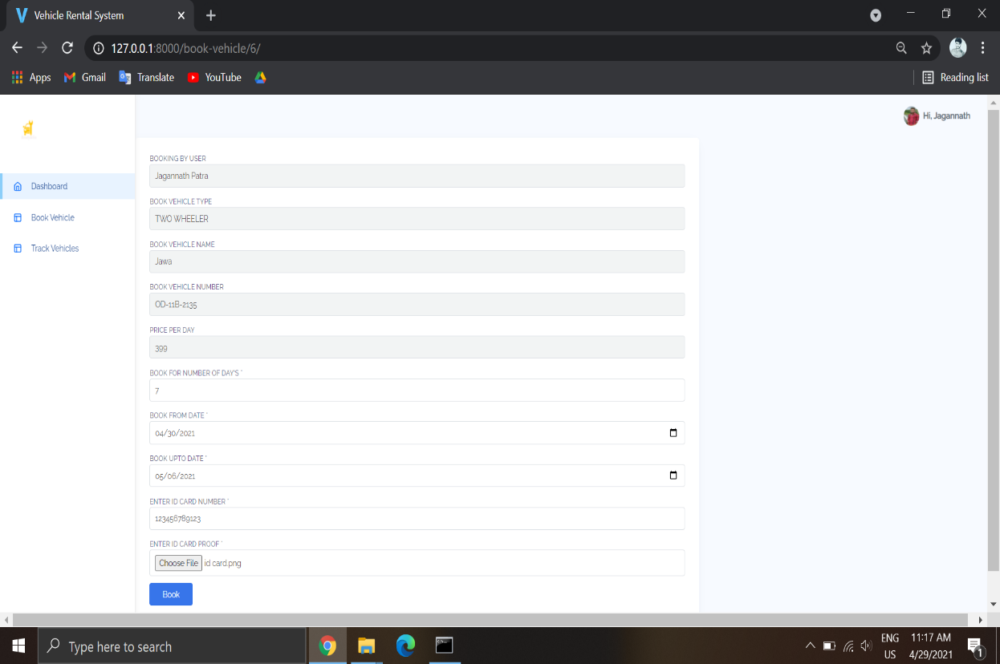 Vehicle Rental System
127.0.0.1:8000/book-vehicle/6/
Apps Gmail Translate YouTube Reading list
Hi, Jagannath
Dashboard
Book Vehicle
Track Vehicles
BOOKING BY USER
Jagannath Patra
BOOK VEHICLE TYPE
TWO WHEELER
BOOK VEHICLE NAME
Jawa
BOOK VEHICLE NUMBER
OD-11B-2135
PRICE PER DAY
399
BOOK FOR NUMBER OF DAY'S *
7
BOOK FROM DATE *
04/30/2021
BOOK UPTO DATE *
05/06/2021
ENTER ID CARD NUMBER *
123456789123
ENTER ID CARD PROOF *
Choose File id card.png
Book
Type here to search
ENG
US
11:17 AM
4/29/2021
1